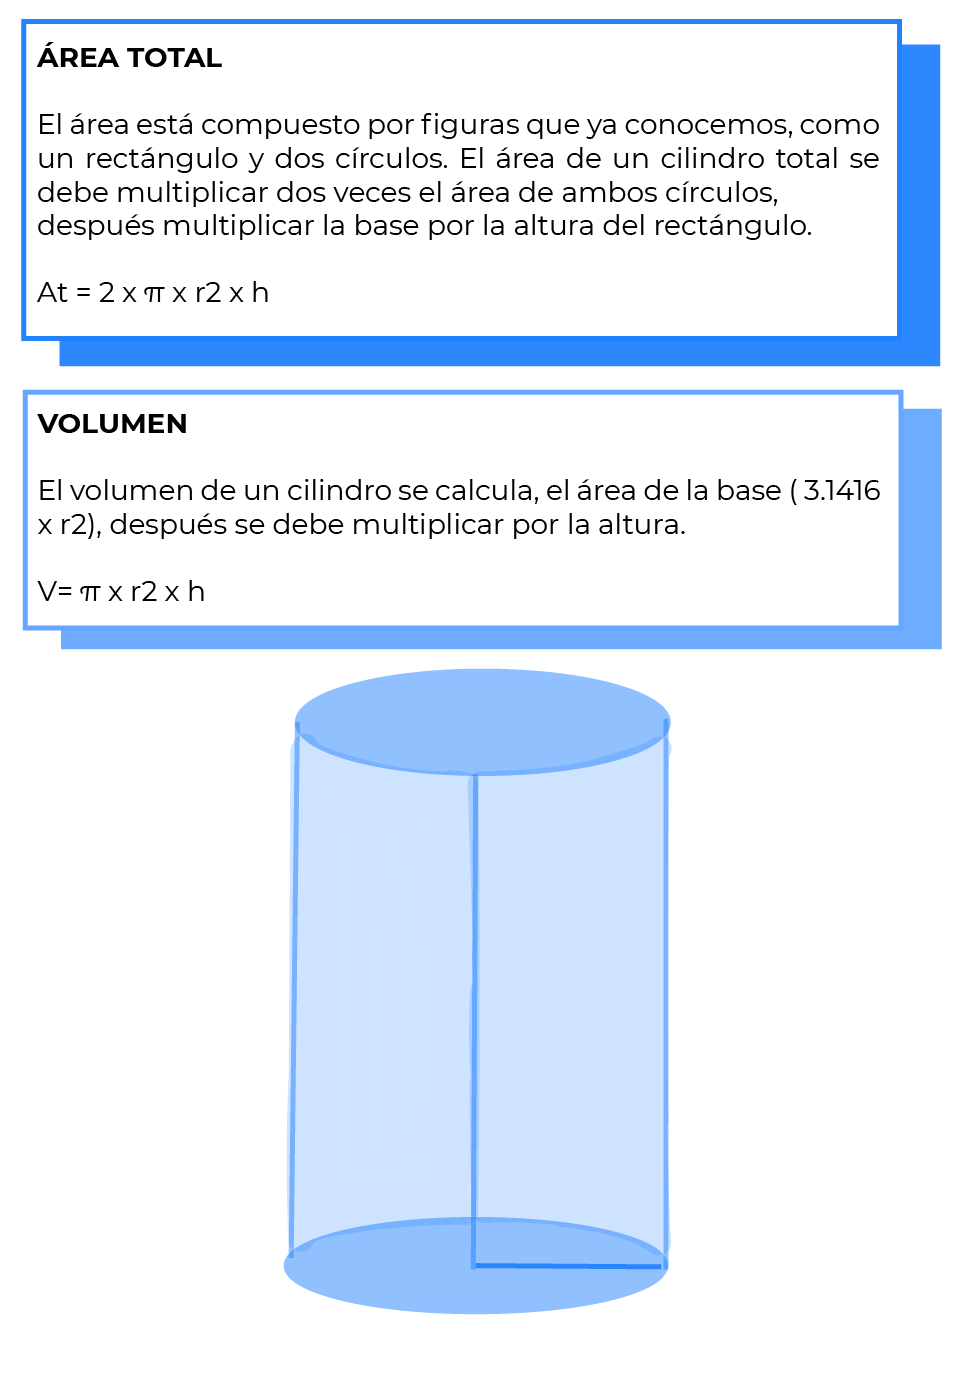 ÁREA TOTAL
El área está compuesto por figuras que ya conocemos, como
un rectángulo y dos círculos. El área de un cilindro total se
debe multiplicar dos veces el área de ambos círculos,
después multiplicar la base por la altura del rectángulo.
At = 2 x π x r2 x h
VOLUMEN
El volumen de un cilindro se calcula, el área de la base ( 3.1416
x r2), después se debe multiplicar por la altura.
V= π x r2 x h